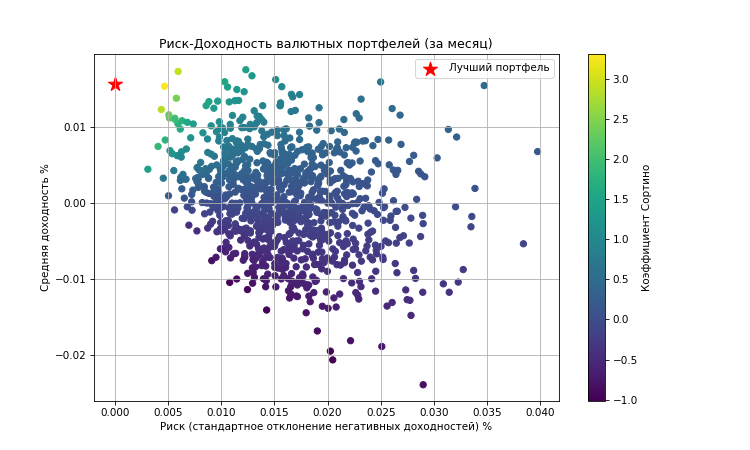 Риск-Доходность валютных портфелей (за месяц)
Лучший портфель
Средняя доходность %
0.01
0.00
−0.01
−0.02
0.000 0.005 0.010 0.015 0.020 0.025 0.030 0.035 0.040
Риск (стандартное отклонение негативных доходностей) %
3.0
2.5
2.0
1.5
1.0
0.5
0.0
−0.5
−1.0
Коэффициент Сортино